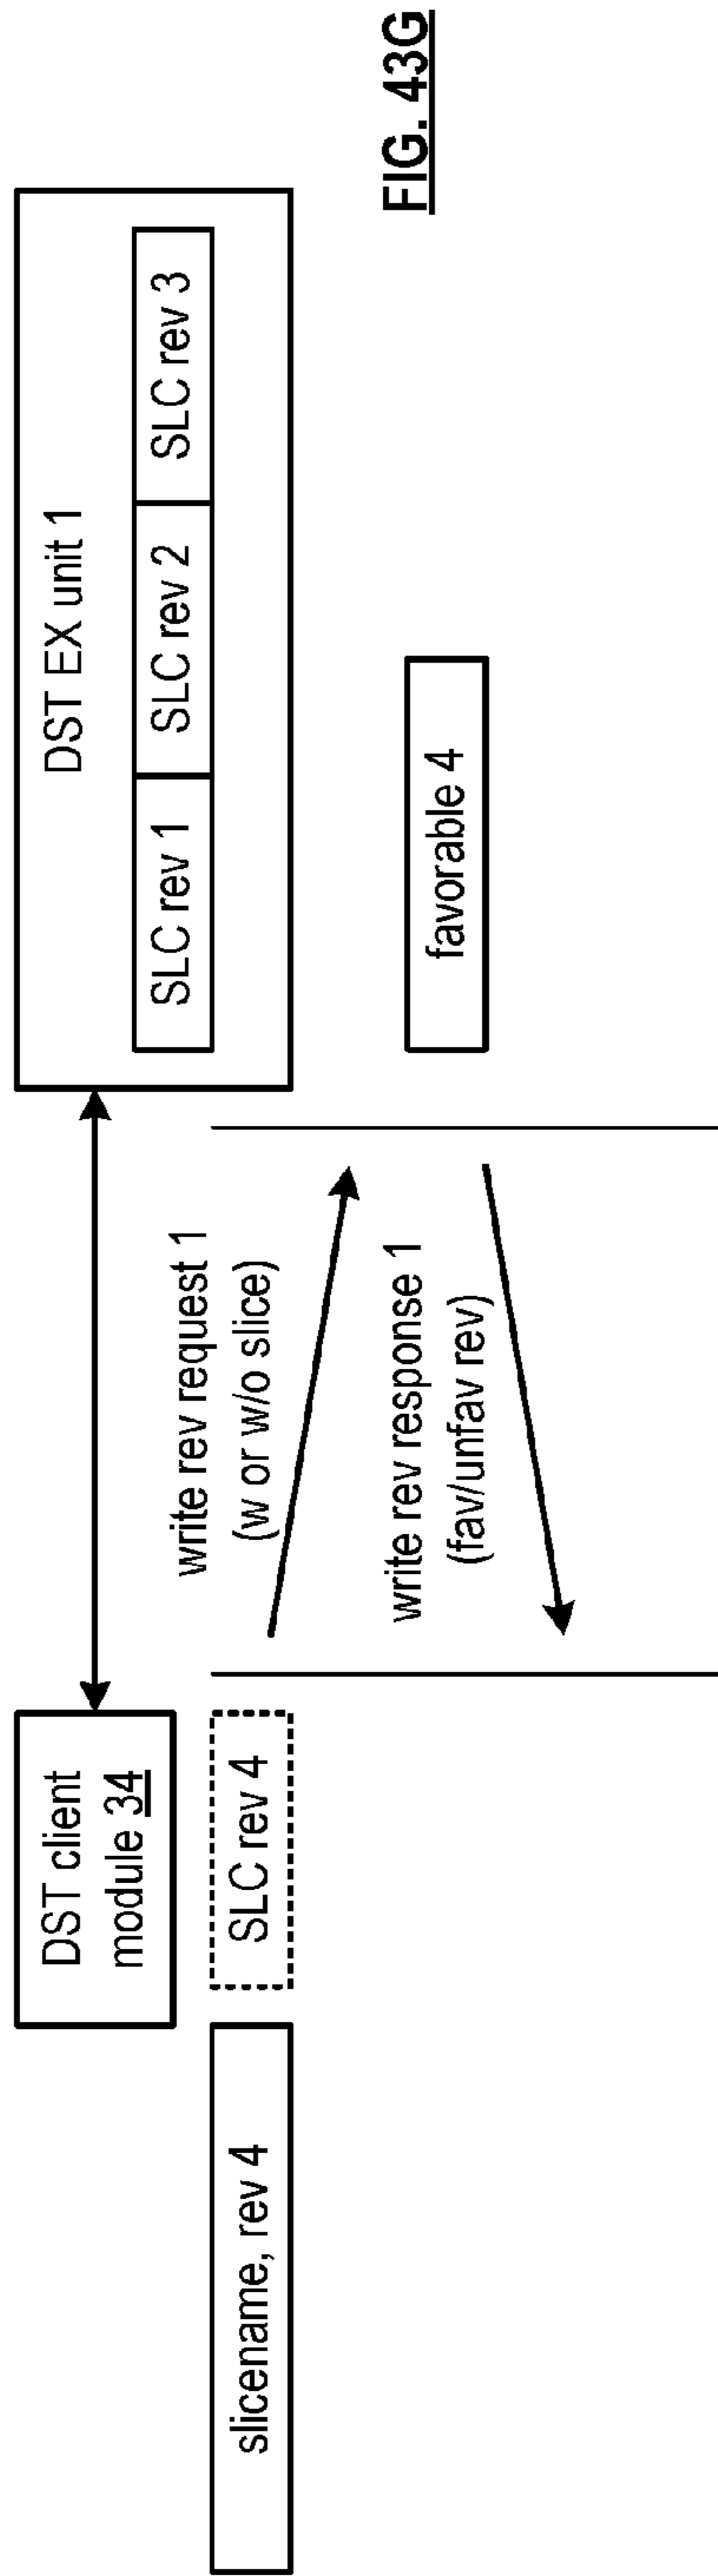 DST client
module 34
DST EX unit 1
SLC rev 1
SLC rev 2
SLC rev 3
slicename, rev 4
SLC rev 4
write rev request 1
(w or w/o slice)
write rev response 1
(fav/unfav rev)
favorable 4
FIG. 43G